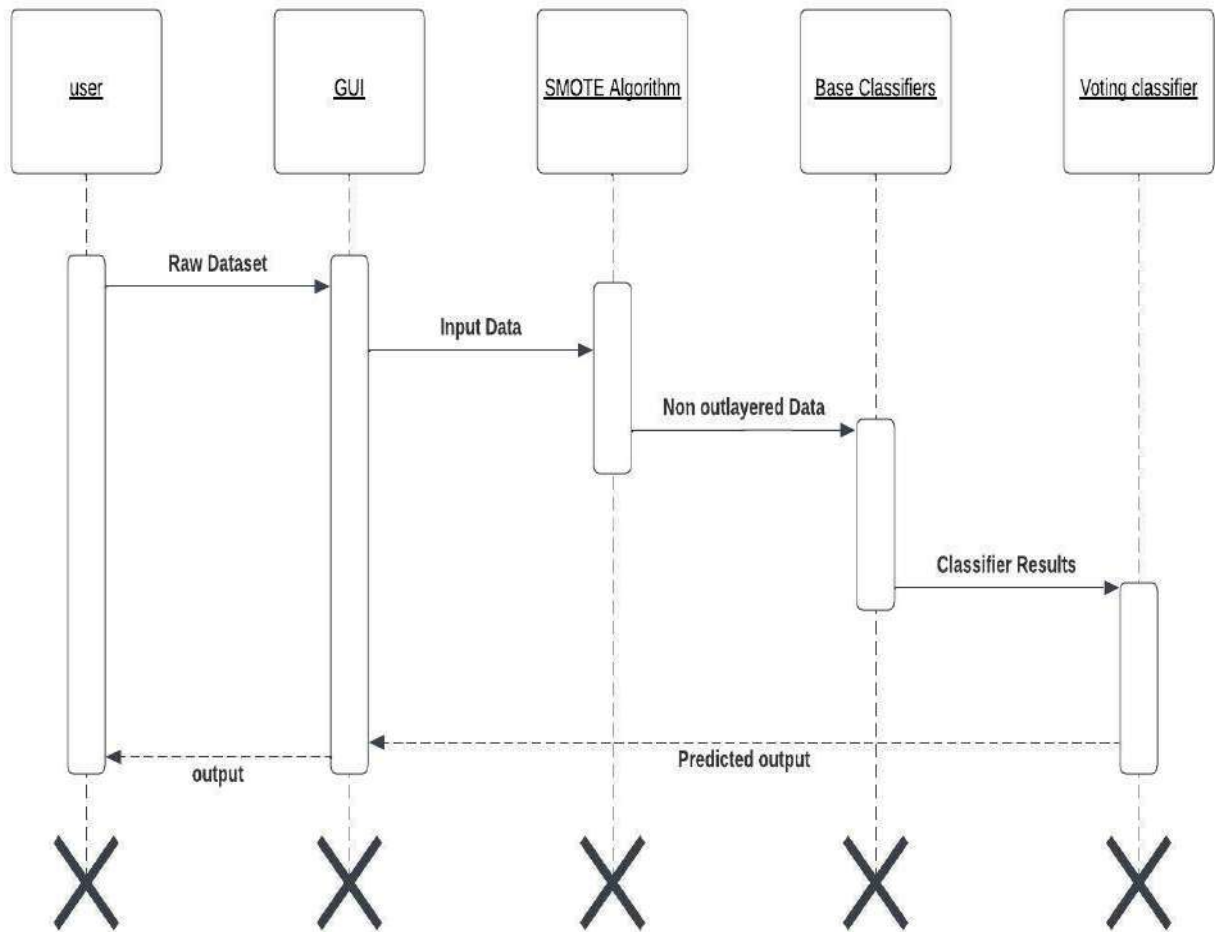 user
GUI
SMOTE Algorithm
Base Classifiers
Voting classifier
Raw Dataset
Input Data
Non outlayered Data
Classifier Results
Predicted output
output